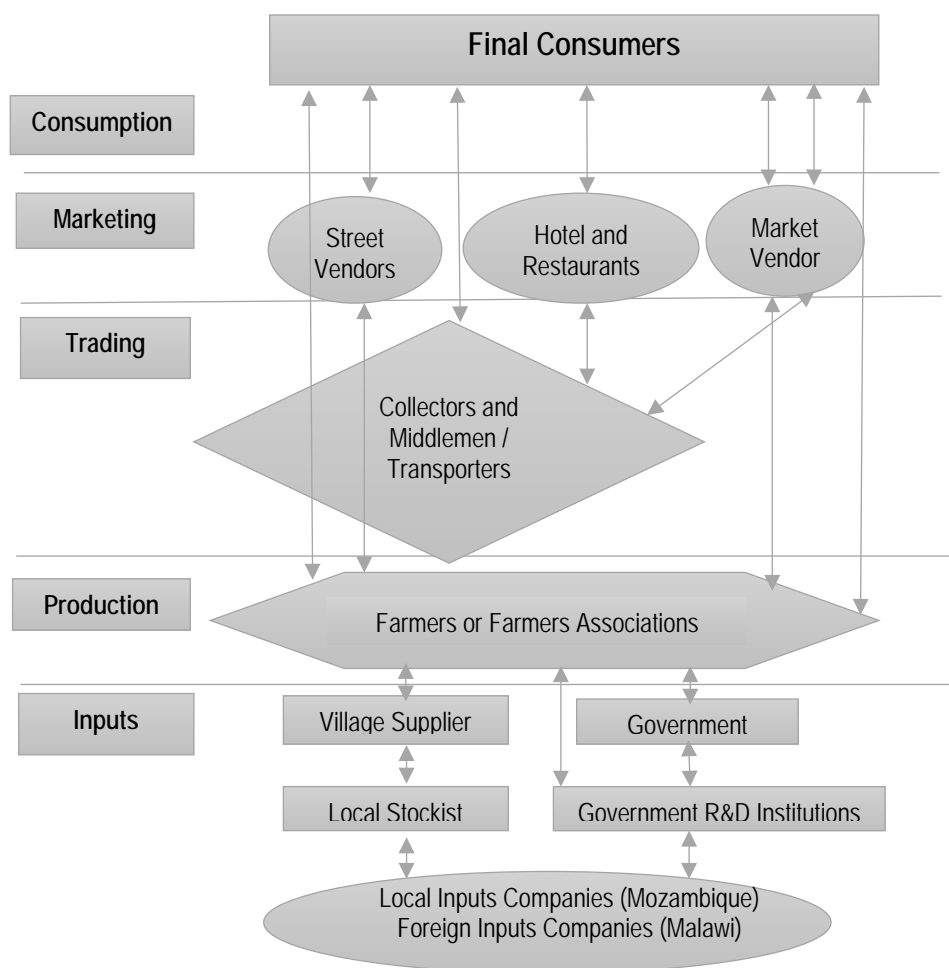 Final Consumers
Consumption
Marketing
Street
Vendors
Hotel and
Restaurants
Market
Vendor
Trading
Collectors and
Middlemen /
Transporters
Production
Farmers or Farmers Associations
Inputs
Village Supplier
Government
Local Stockist
Government R&D Institutions
Local Inputs Companies (Mozambique)
Foreign Inputs Companies (Malawi)